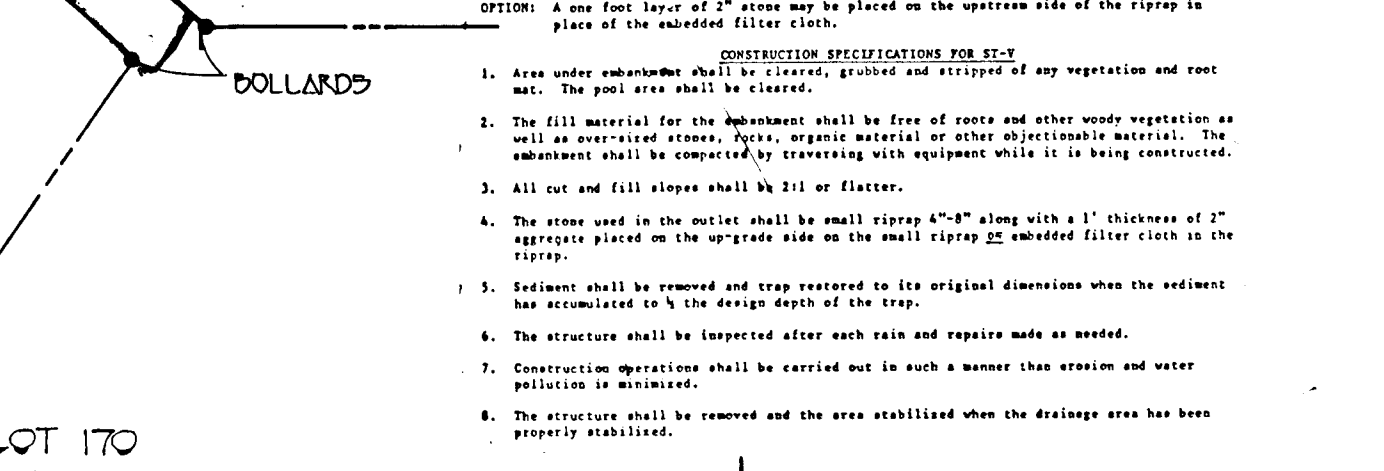 OPTION: A one foot layer of 2" stone may be placed on the upstream side of the riprap in
place of the embedded filter cloth.
CONSTRUCTION SPECIFICATIONS FOR ST-V
1. Area under embankment shall be cleared, grubbed and stripped of any vegetation and root
mat. The pool area shall be cleared.
2. The fill material for the embankment shall be free of roots and other woody vegetation as
well as over-sized stones, rocks, organic material or other objectionable material. The
embankment shall be compacted by traversing with equipment while it is being constructed.
3. All cut and fill slopes shall be 2:1 or flatter.
4. The stone used in the outlet shall be small riprap 4"-8" along with a 1' thickness of 2"
aggregate placed on the up-grade side on the small riprap or embedded filter cloth in the
riprap.
5. Sediment shall be removed and trap restored to its original dimensions when the sediment
has accumulated to ½ the design depth of the trap.
6. The structure shall be inspected after each rain and repairs made as needed.
7. Construction operations shall be carried out in such a manner than erosion and water
pollution is minimized.
8. The structure shall be removed and the area stabilized when the drainage area has been
properly stabilized.
BOLLARDS
LOT 170